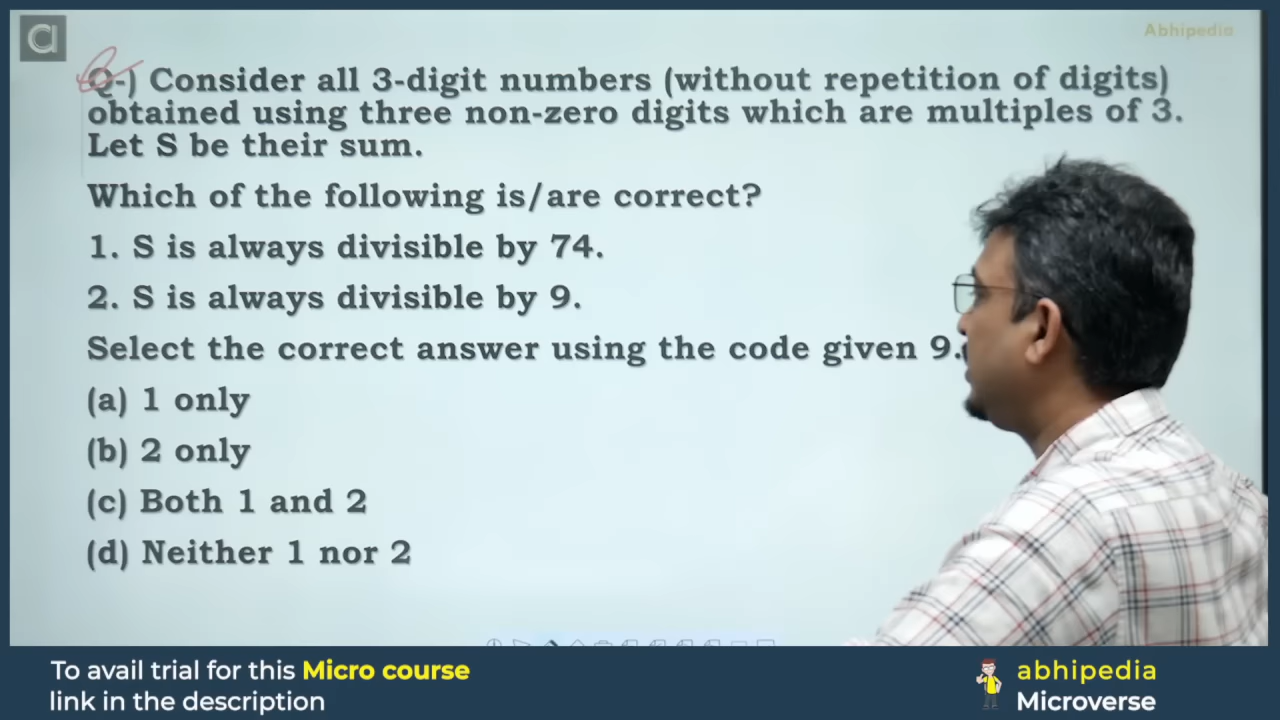 a
Abhipedia
Q-) Consider all 3-digit numbers (without repetition of digits)
obtained using three non-zero digits which are multiples of 3.
Let S be their sum.
Which of the following is/are correct?
1. S is always divisible by 74.
2. S is always divisible by 9.
Select the correct answer using the code given 9.
(a) 1 only
(b) 2 only
(c) Both 1 and 2
(d) Neither 1 nor 2
To avail trial for this Micro course
link in the description
abhipedia
Microverse